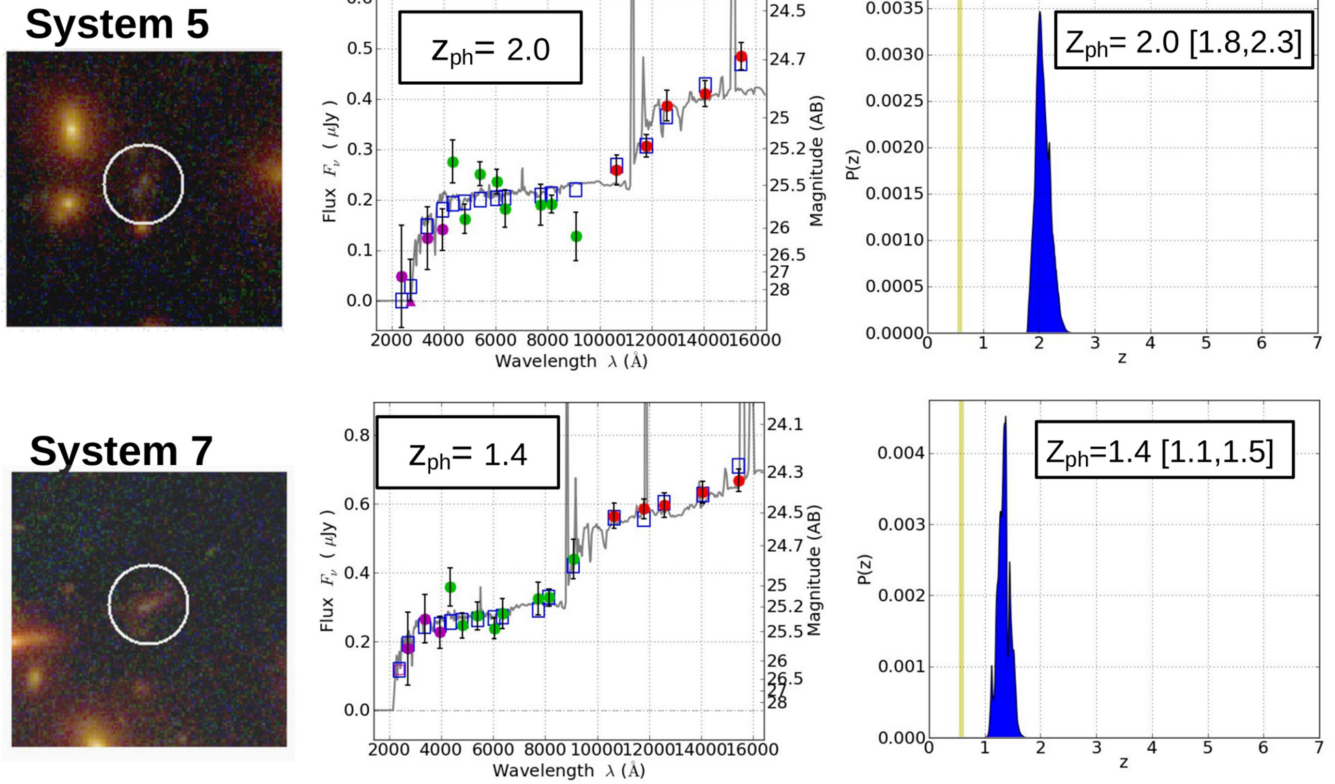 System 5
z_ph= 2.0
0.5
0.4
0.3
0.2
0.1
0.0
Flux F_ν ( μJy )
24.5
24.7
25
25.2
25.5
26
26.5
27
28
Magnitude (AB)
2000 4000 6000 8000 10000 12000 14000 16000
Wavelength λ (Å)
Z_ph= 2.0 [1.8,2.3]
0.0035
0.0030
0.0025
0.0020
0.0015
0.0010
0.0005
0.0000
P(z)
0 1 2 3 4 5 6 7
z
System 7
z_ph= 1.4
0.8
0.6
0.4
0.2
0.0
Flux F_ν ( μJy )
24.1
24.3
24.5
24.7
25
25.2
25.5
26
26.5
27
28
Magnitude (AB)
2000 4000 6000 8000 10000 12000 14000 16000
Wavelength λ (Å)
Z_ph=1.4 [1.1,1.5]
0.004
0.003
0.002
0.001
0.000
P(z)
0 1 2 3 4 5 6 7
z